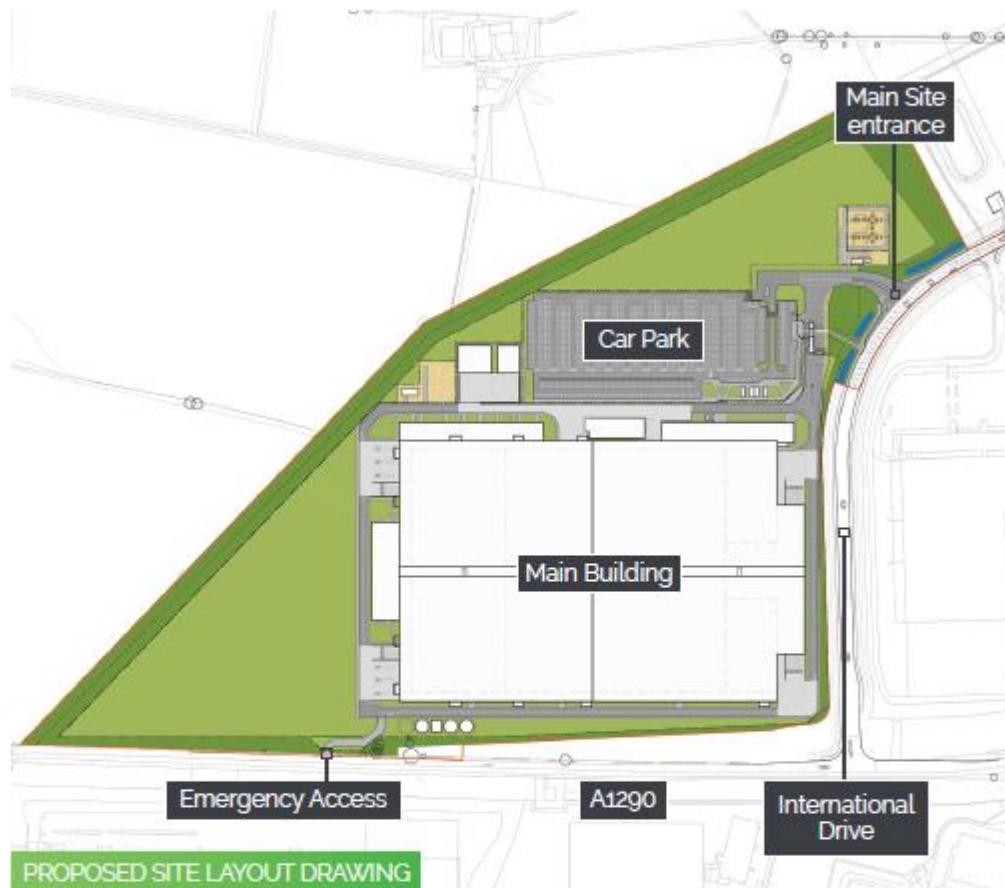 Main Site
entrance
Car Park
Main Building
Emergency Access
A1290
International
Drive
PROPOSED SITE LAYOUT DRAWING